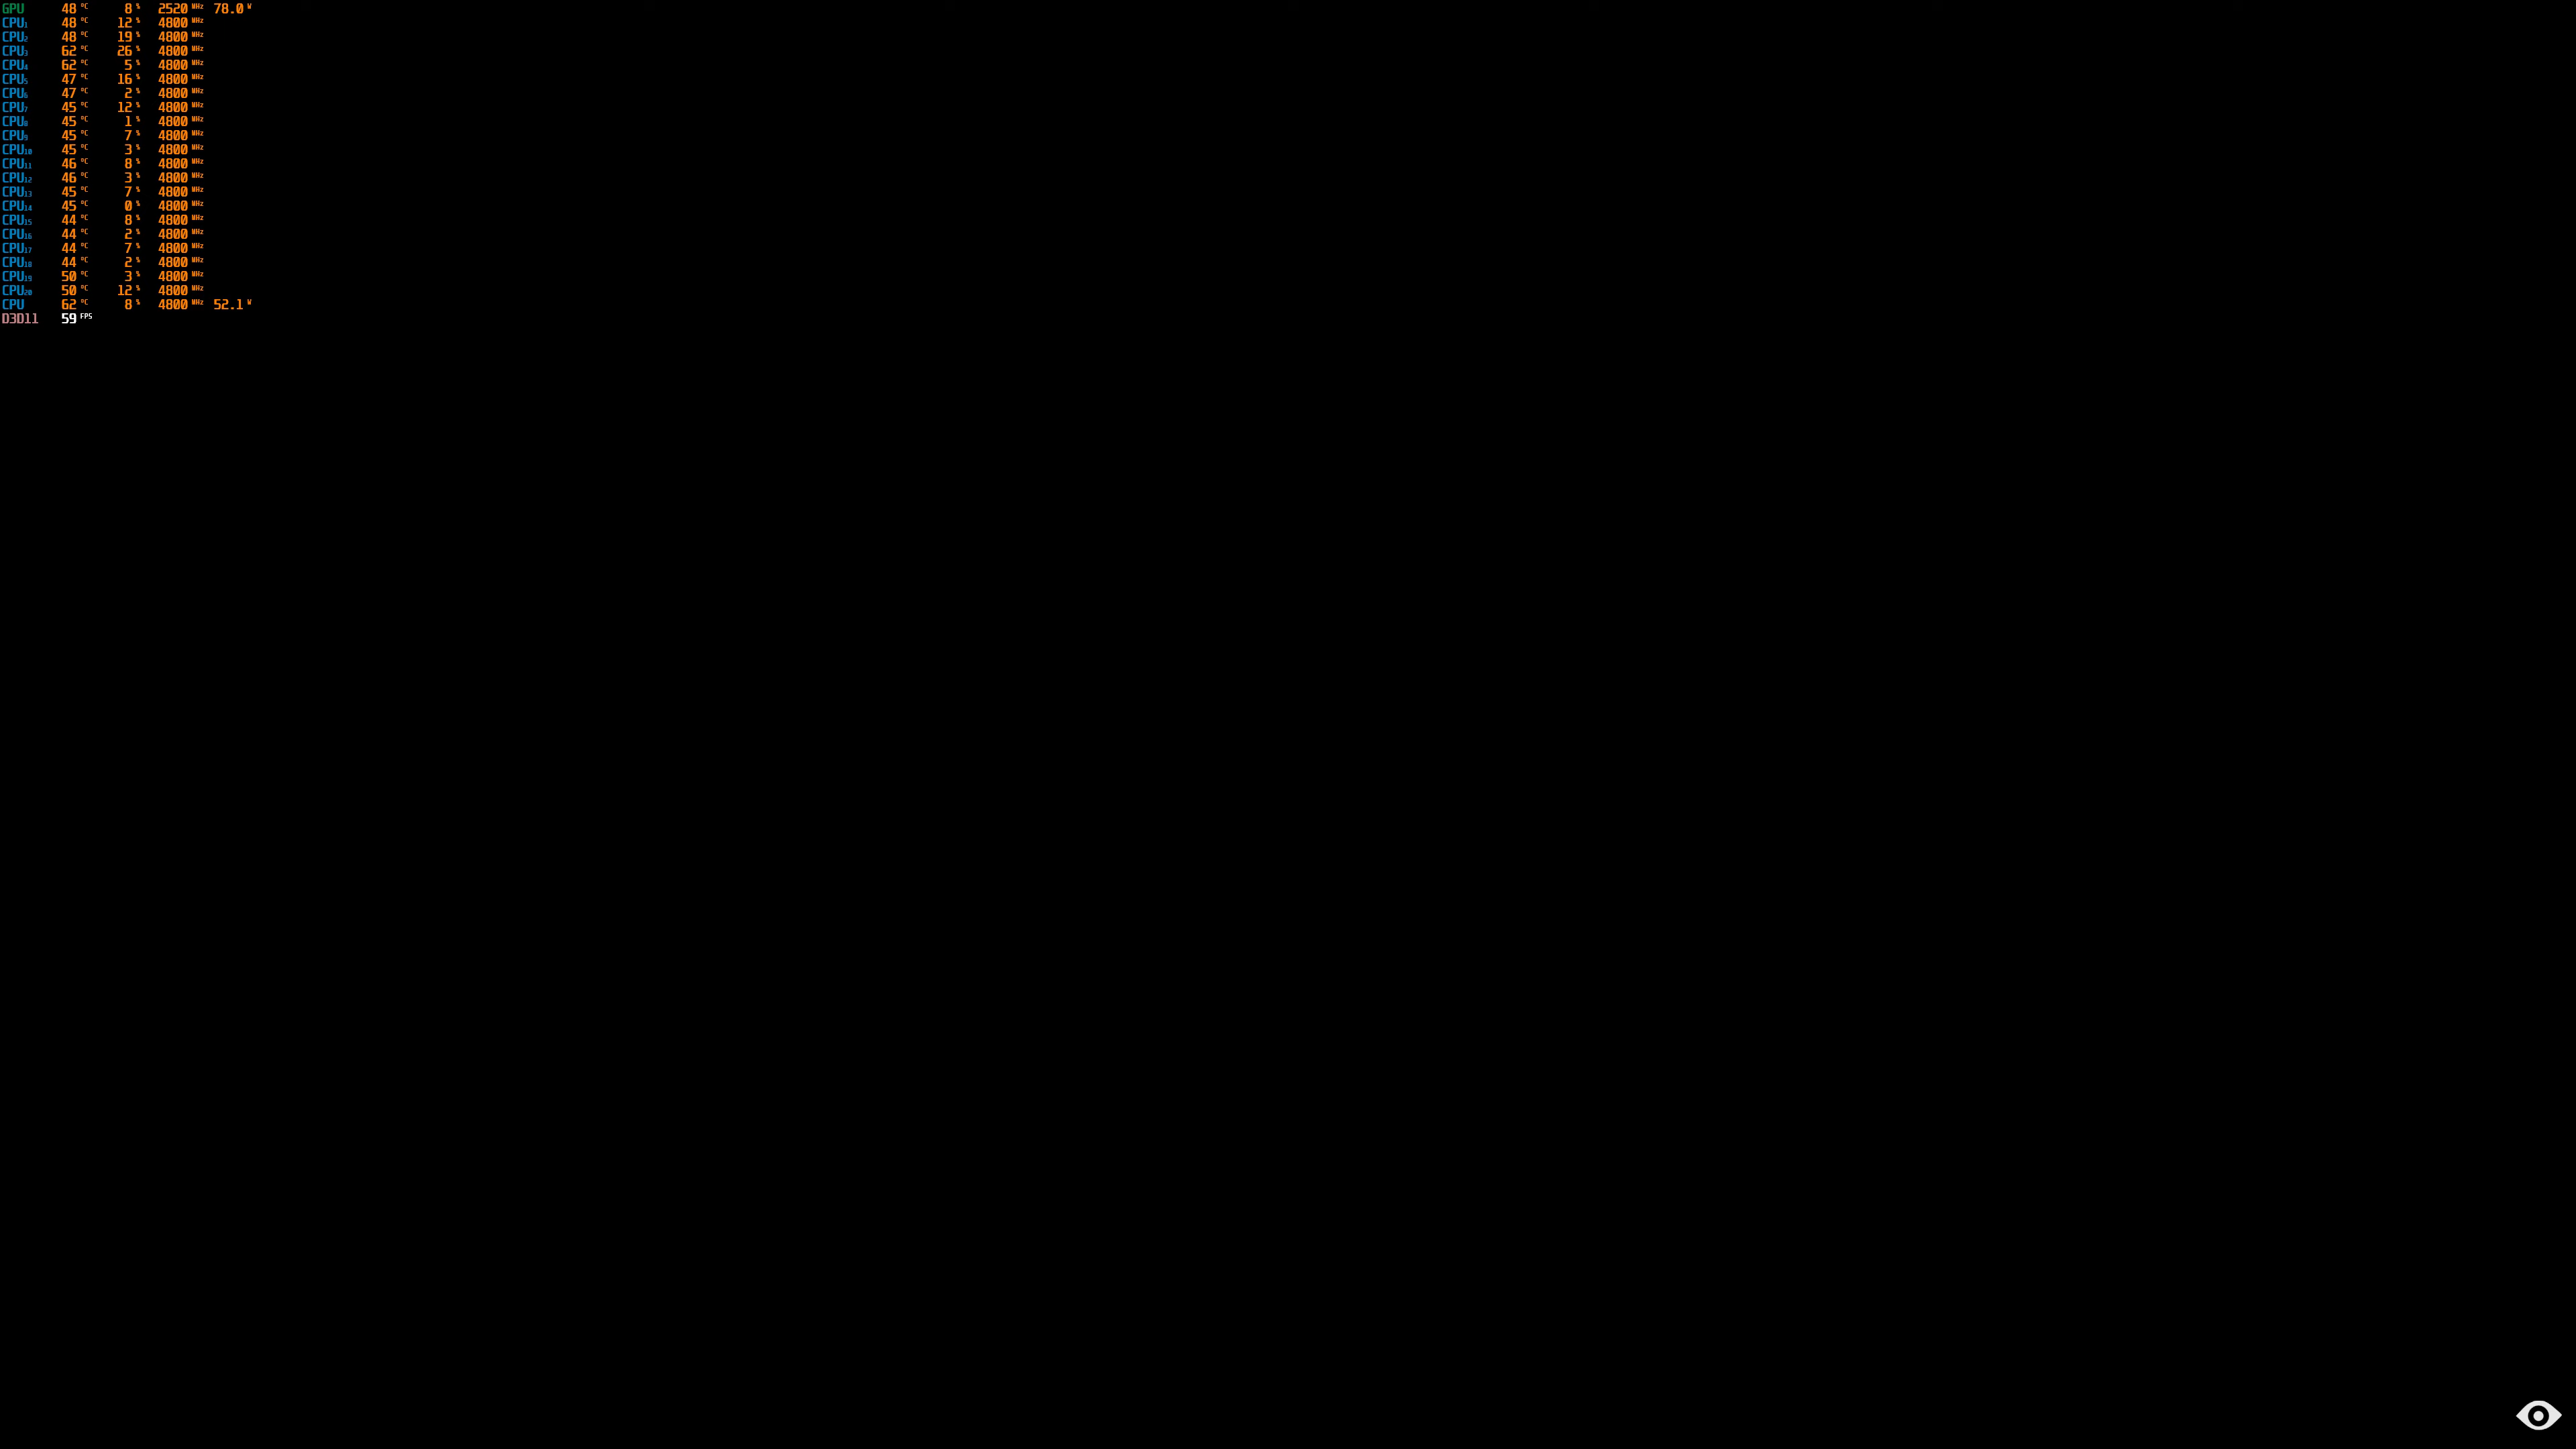 GPU 48 °C 8 % 2520 MHz 78.0 W
CPU1 48 °C 12 % 4800 MHz
CPU2 48 °C 19 % 4800 MHz
CPU3 62 °C 26 % 4800 MHz
CPU4 62 °C 5 % 4800 MHz
CPU5 47 °C 16 % 4800 MHz
CPU6 47 °C 2 % 4800 MHz
CPU7 45 °C 12 % 4800 MHz
CPU8 45 °C 1 % 4800 MHz
CPU9 45 °C 7 % 4800 MHz
CPU10 45 °C 3 % 4800 MHz
CPU11 46 °C 8 % 4800 MHz
CPU12 46 °C 3 % 4800 MHz
CPU13 45 °C 7 % 4800 MHz
CPU14 45 °C 0 % 4800 MHz
CPU15 44 °C 8 % 4800 MHz
CPU16 44 °C 2 % 4800 MHz
CPU17 44 °C 7 % 4800 MHz
CPU18 44 °C 2 % 4800 MHz
CPU19 50 °C 3 % 4800 MHz
CPU20 50 °C 12 % 4800 MHz
CPU 62 °C 8 % 4800 MHz 52.1 W
D3D11 59 FPS